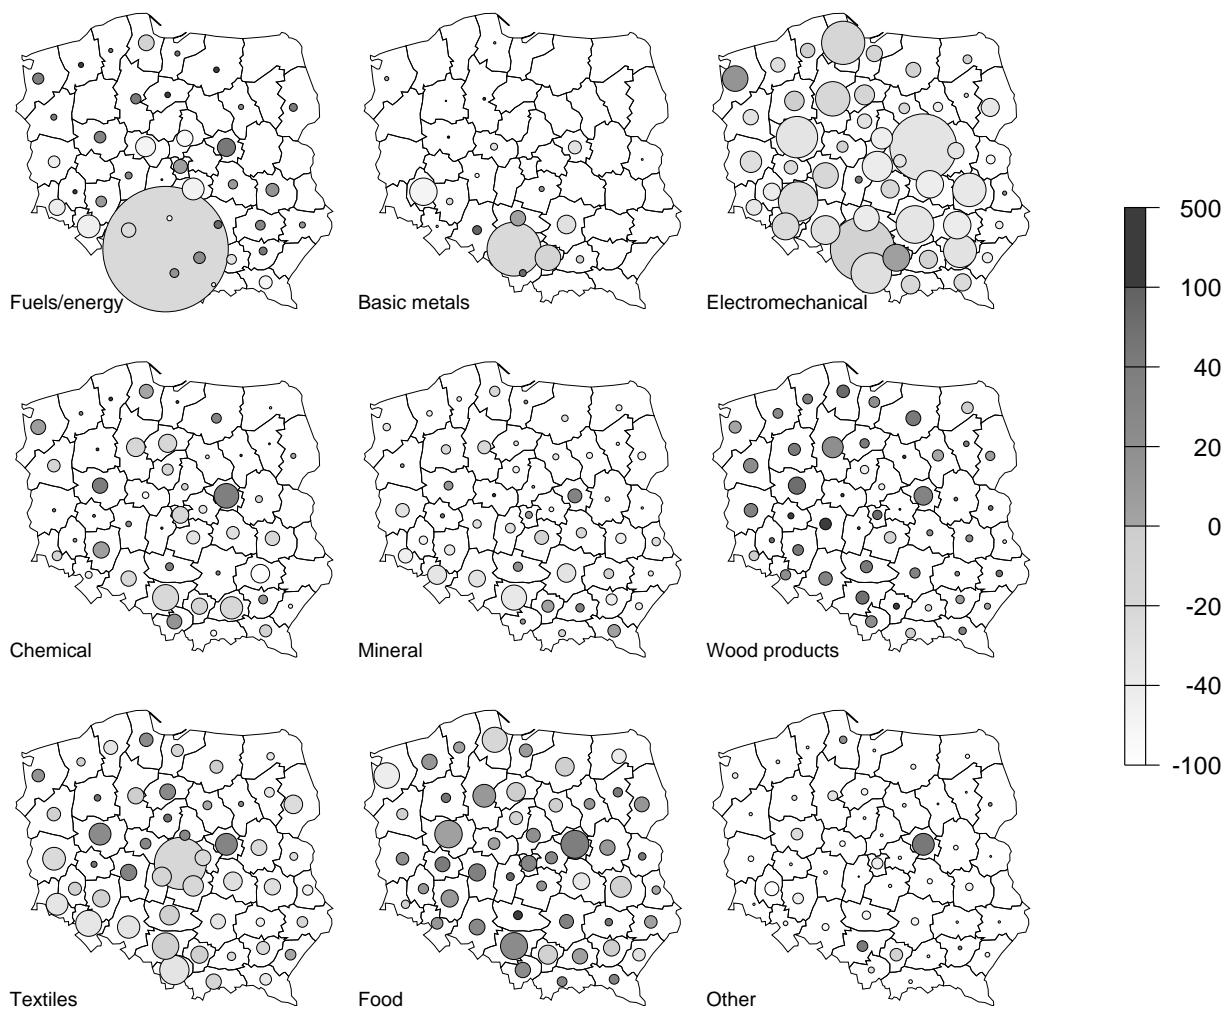 Fuels/energy
Basic metals
Electromechanical
Chemical
Mineral
Wood products
Textiles
Food
Other
500
100
40
20
0
-20
-40
-100